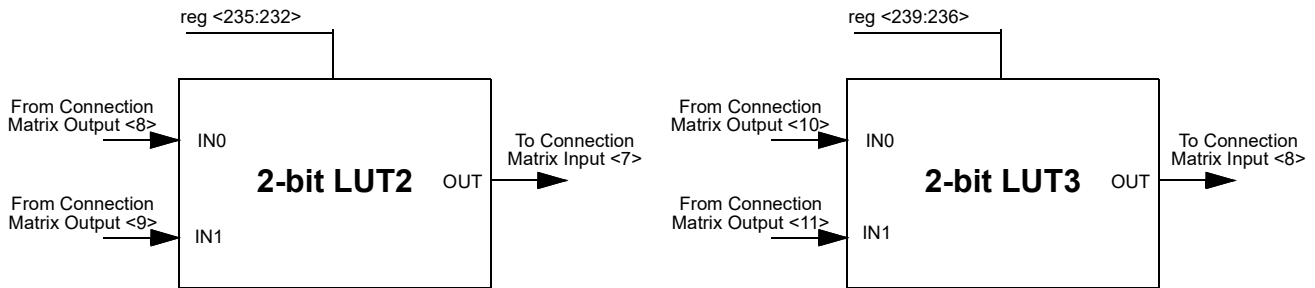 reg <235:232>
From Connection
Matrix Output <8>
IN0
2-bit LUT2
OUT
To Connection
Matrix Input <7>
From Connection
Matrix Output <9>
IN1
reg <239:236>
From Connection
Matrix Output <10>
IN0
2-bit LUT3
OUT
To Connection
Matrix Input <8>
From Connection
Matrix Output <11>
IN1